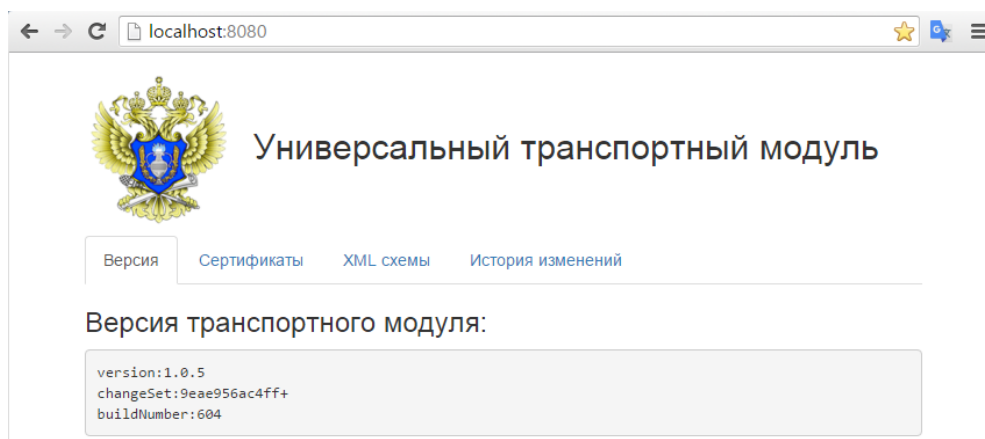 localhost:8080
Универсальный транспортный модуль
Версия Сертификаты XML схемы История изменений
Версия транспортного модуля:
version:1.0.5
changeSet:9eae956ac4ff+
buildNumber:604